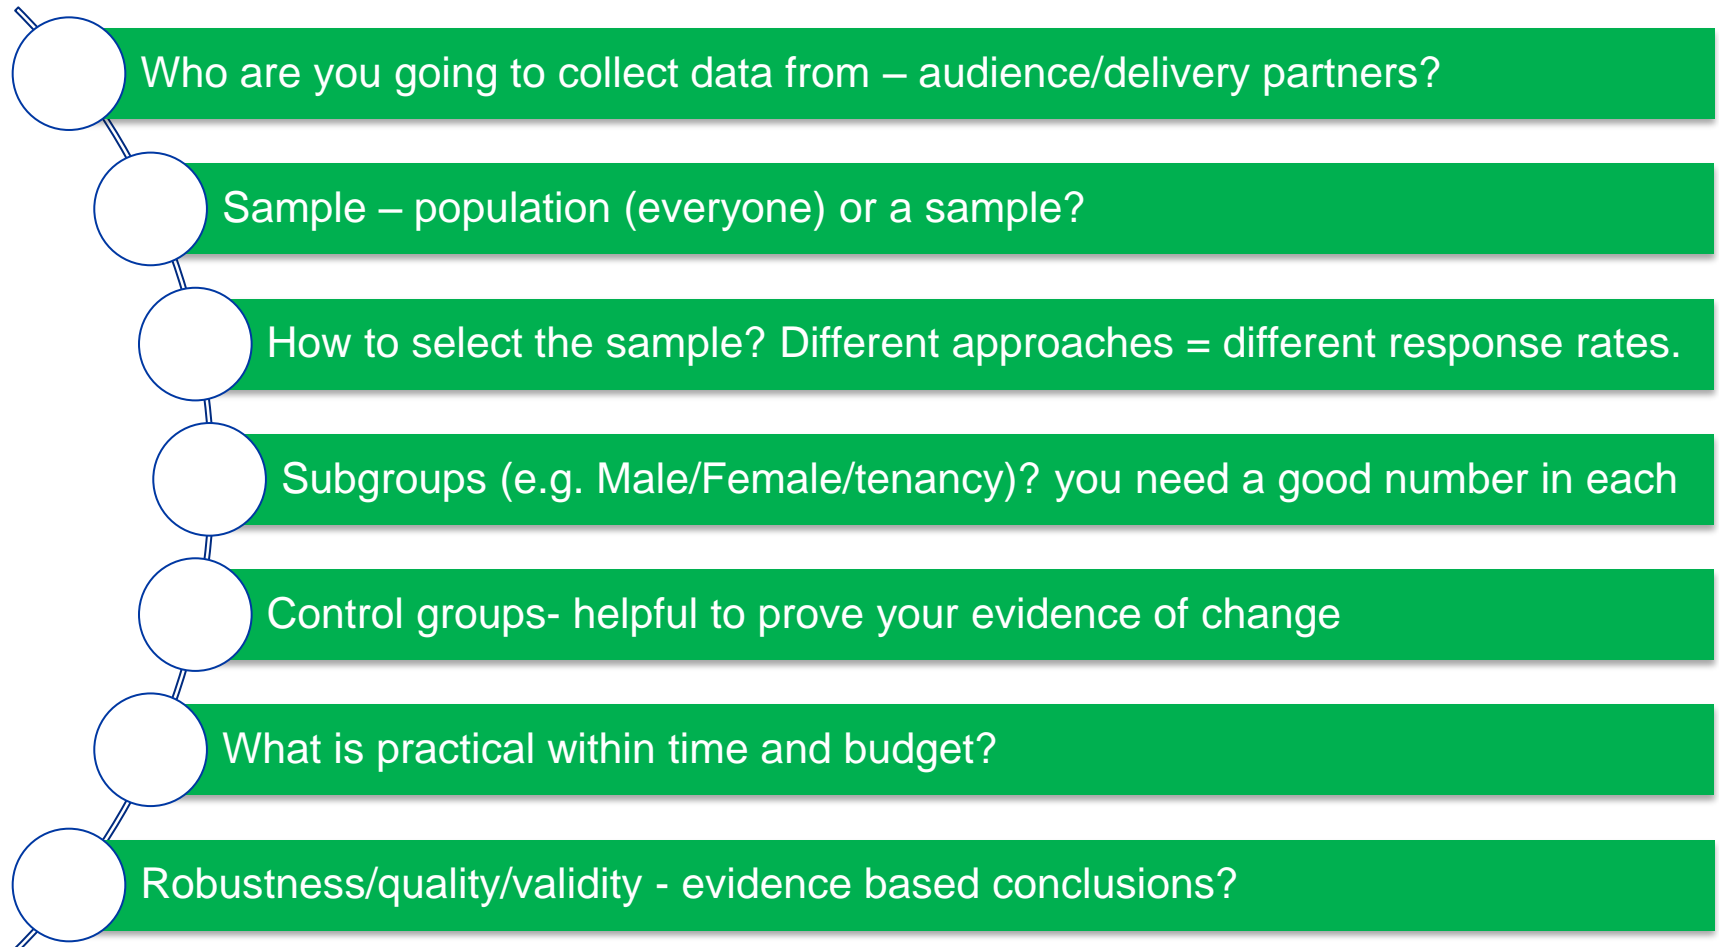 Who are you going to collect data from – audience/delivery partners?
Sample – population (everyone) or a sample?
How to select the sample? Different approaches = different response rates.
Subgroups (e.g. Male/Female/tenancy)? you need a good number in each
Control groups- helpful to prove your evidence of change
What is practical within time and budget?
Robustness/quality/validity - evidence based conclusions?